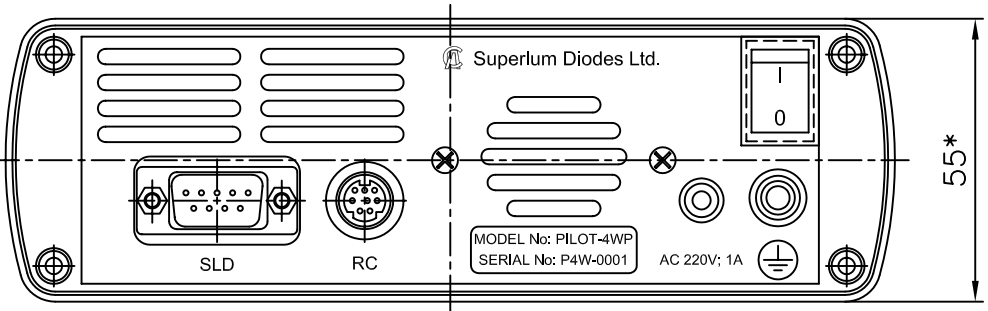 Superlum Diodes Ltd.
I
0
55*
MODEL No: PILOT-4WP
SERIAL No: P4W-0001
SLD
RC
AC 220V; 1A